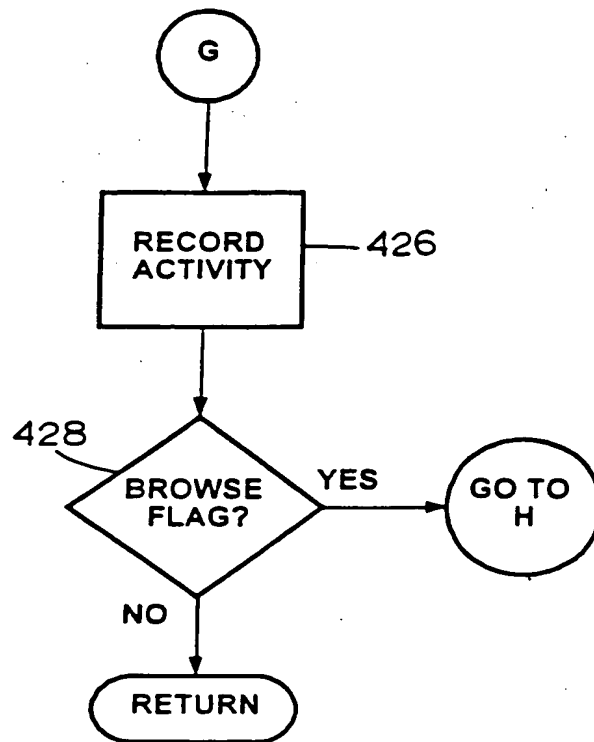 G
RECORD
ACTIVITY
426
428
BROWSE
FLAG?
YES
GO TO
H
NO
RETURN